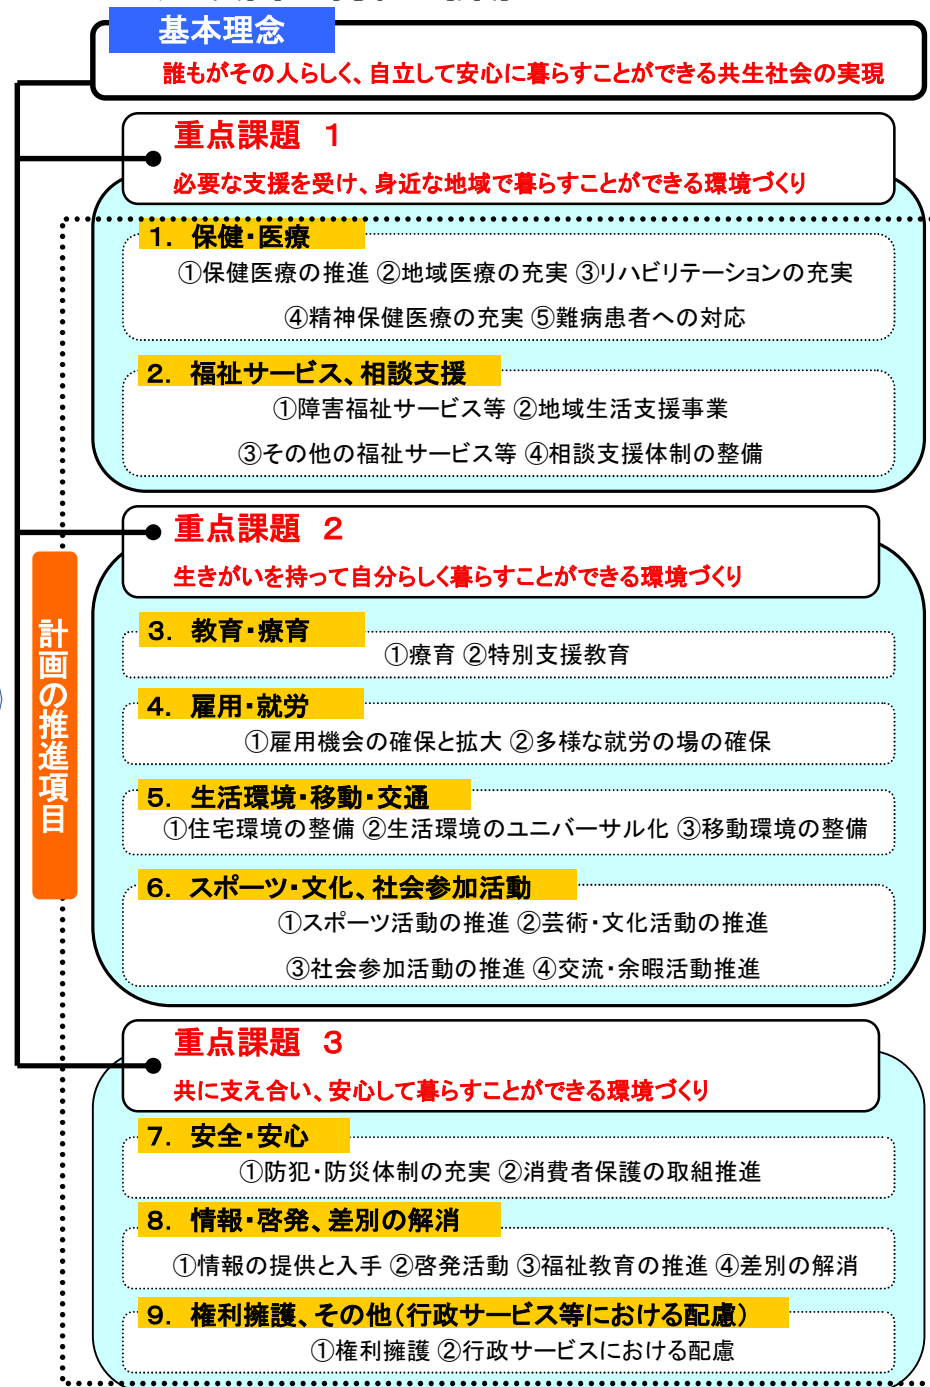 基本理念
誰もがその人らしく、自立して安心に暮らすことができる共生社会の実現
重点課題　１
必要な支援を受け、身近な地域で暮らすことができる環境づくり
１．保健・医療
①保健医療の推進 ②地域医療の充実 ③リハビリテーションの充実
④精神保健医療の充実 ⑤難病患者への対応
２．福祉サービス、相談支援
①障害福祉サービス等 ②地域生活支援事業
③その他の福祉サービス等 ④相談支援体制の整備
重点課題　２
生きがいを持って自分らしく暮らすことができる環境づくり
計画の推進項目
３．教育・療育
①療育 ②特別支援教育
４．雇用・就労
①雇用機会の確保と拡大 ②多様な就労の場の確保
５．生活環境・移動・交通
①住宅環境の整備 ②生活環境のユニバーサル化 ③移動環境の整備
６．スポーツ・文化、社会参加活動
①スポーツ活動の推進 ②芸術・文化活動の推進
③社会参加活動の推進 ④交流・余暇活動推進
重点課題　３
共に支え合い、安心して暮らすことができる環境づくり
７．安全・安心
①防犯・防災体制の充実 ②消費者保護の取組推進
８．情報・啓発、差別の解消
①情報の提供と入手 ②啓発活動 ③福祉教育の推進 ④差別の解消
９．権利擁護、その他（行政サービス等における配慮）
①権利擁護 ②行政サービスにおける配慮